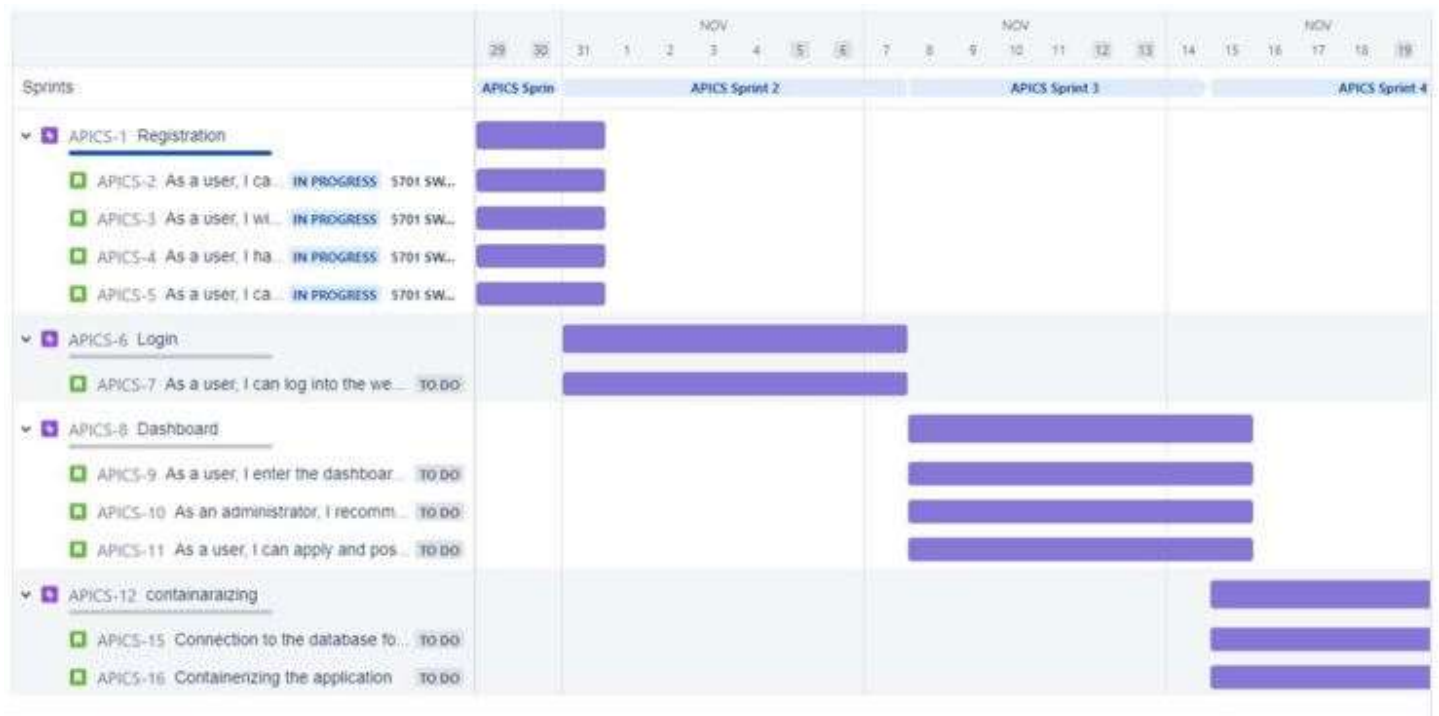 NOV NOV NOV
29 30 31 1 2 3 4 5 6 7 8 9 10 11 12 13 14 15 16 17 18 19
Sprints APICS Sprin APICS Sprint 2 APICS Sprint 3 APICS Sprint 4
APICS-1 Registration
APICS-2 As a user, I ca... IN PROGRESS 5701 SW...
APICS-3 As a user, I wi... IN PROGRESS 5701 SW...
APICS-4 As a user, I ha... IN PROGRESS 5701 SW...
APICS-5 As a user, I ca... IN PROGRESS 5701 SW...
APICS-6 Login
APICS-7 As a user, I can log into the we... TO DO
APICS-8 Dashboard
APICS-9 As a user, I enter the dashboar... TO DO
APICS-10 As an administrator, I recomm... TO DO
APICS-11 As a user, I can apply and pos... TO DO
APICS-12 containaraizing
APICS-15 Connection to the database fo... TO DO
APICS-16 Containerizing the application TO DO